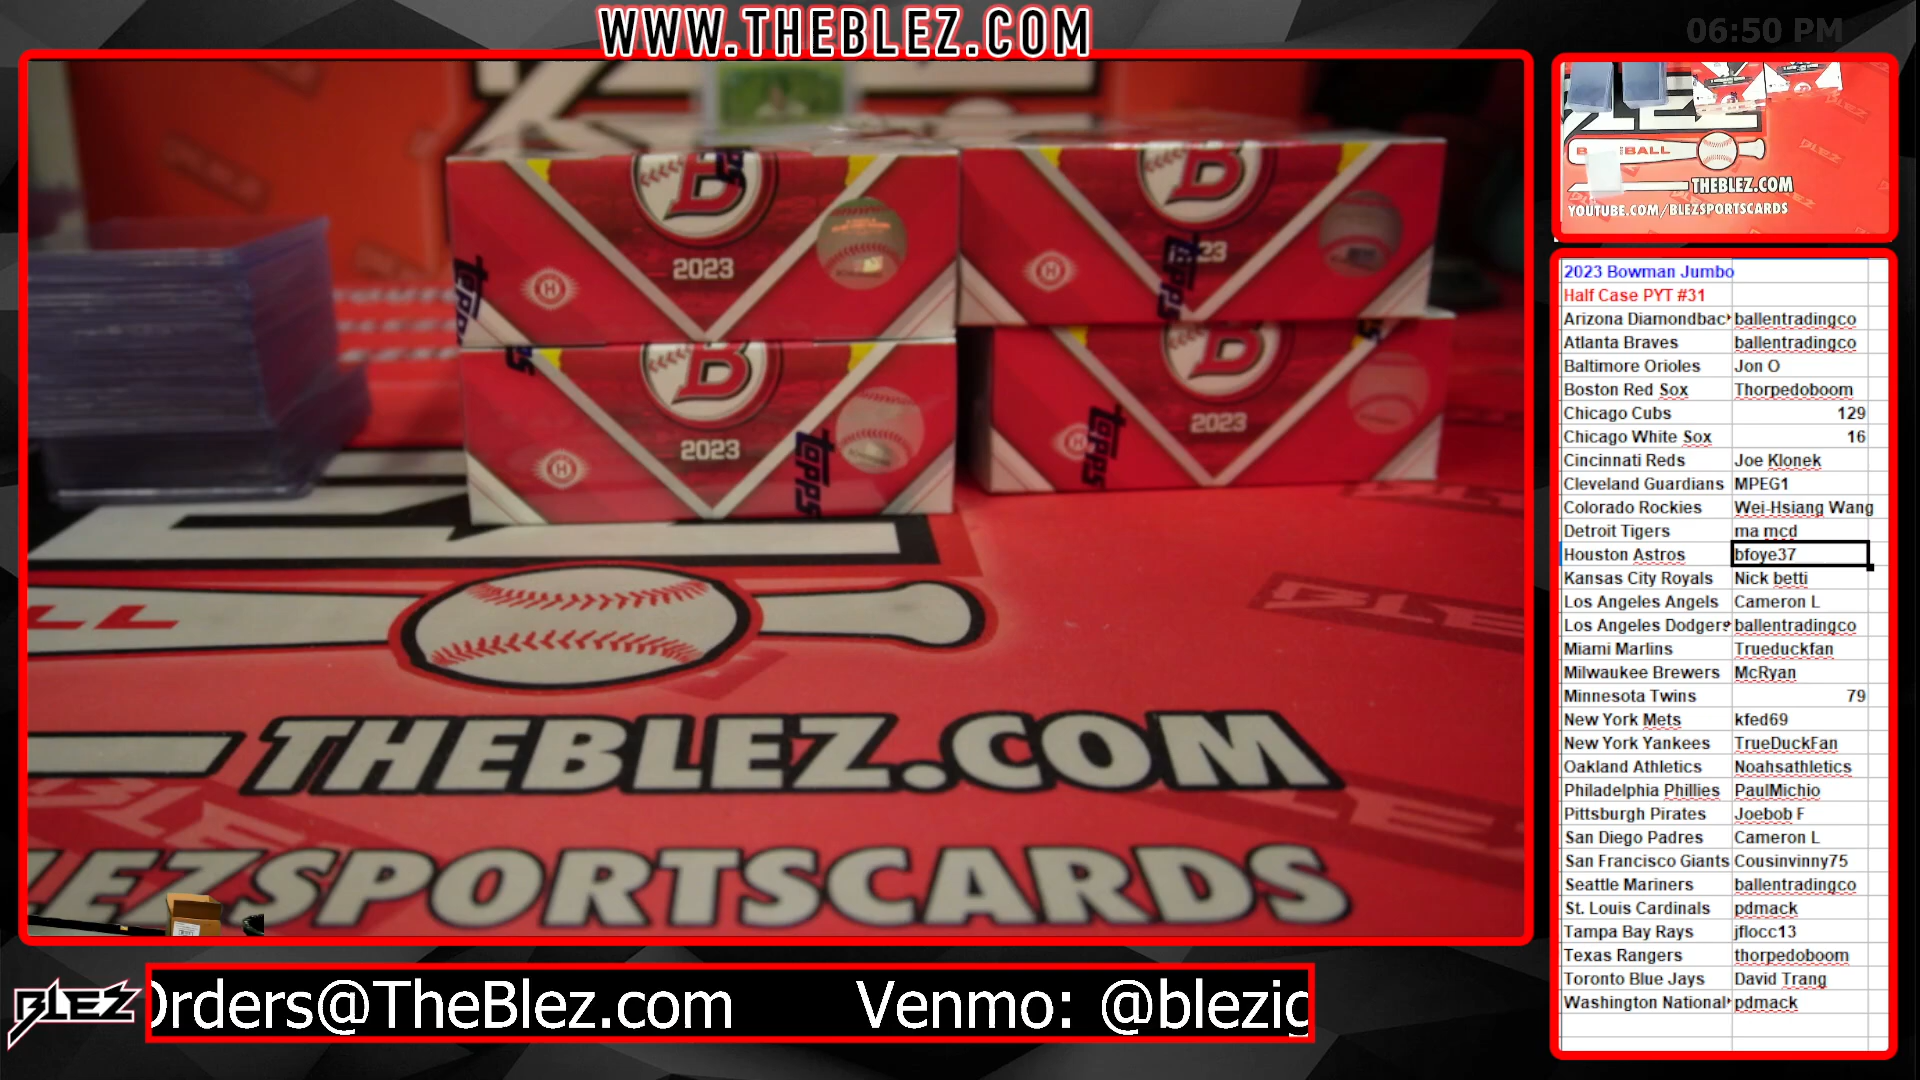 WWW.THEBLEZ.COM
06:50 PM
2023
topps
23
topps
2023
topps
2023
topps
THEBLEZ.COM
LEZSPORTSCARDS
THEBLEZ.COM
YOUTUBE.COM/BLEZSPORTSCARDS
2023 Bowman Jumbo
Half Case PYT #31
Arizona Diamondbac ballentradingco
Atlanta Braves ballentradingco
Baltimore Orioles Jon O
Boston Red Sox Thorpedoboom
Chicago Cubs 129
Chicago White Sox 16
Cincinnati Reds Joe Klonek
Cleveland Guardians MPEG1
Colorado Rockies Wei-Hsiang Wang
Detroit Tigers ma mcd
Houston Astros bfoye37
Kansas City Royals Nick betti
Los Angeles Angels Cameron L
Los Angeles Dodgers ballentradingco
Miami Marlins Trueduckfan
Milwaukee Brewers McRyan
Minnesota Twins 79
New York Mets kfed69
New York Yankees TrueDuckFan
Oakland Athletics Noahsathletics
Philadelphia Phillies PaulMichio
Pittsburgh Pirates Joebob F
San Diego Padres Cameron L
San Francisco Giants Cousinvinny75
Seattle Mariners ballentradingco
St. Louis Cardinals pdmack
Tampa Bay Rays jflocc13
Texas Rangers thorpedoboom
Toronto Blue Jays David Trang
Washington National pdmack
BLEZ
Orders@TheBlez.com Venmo: @blezig